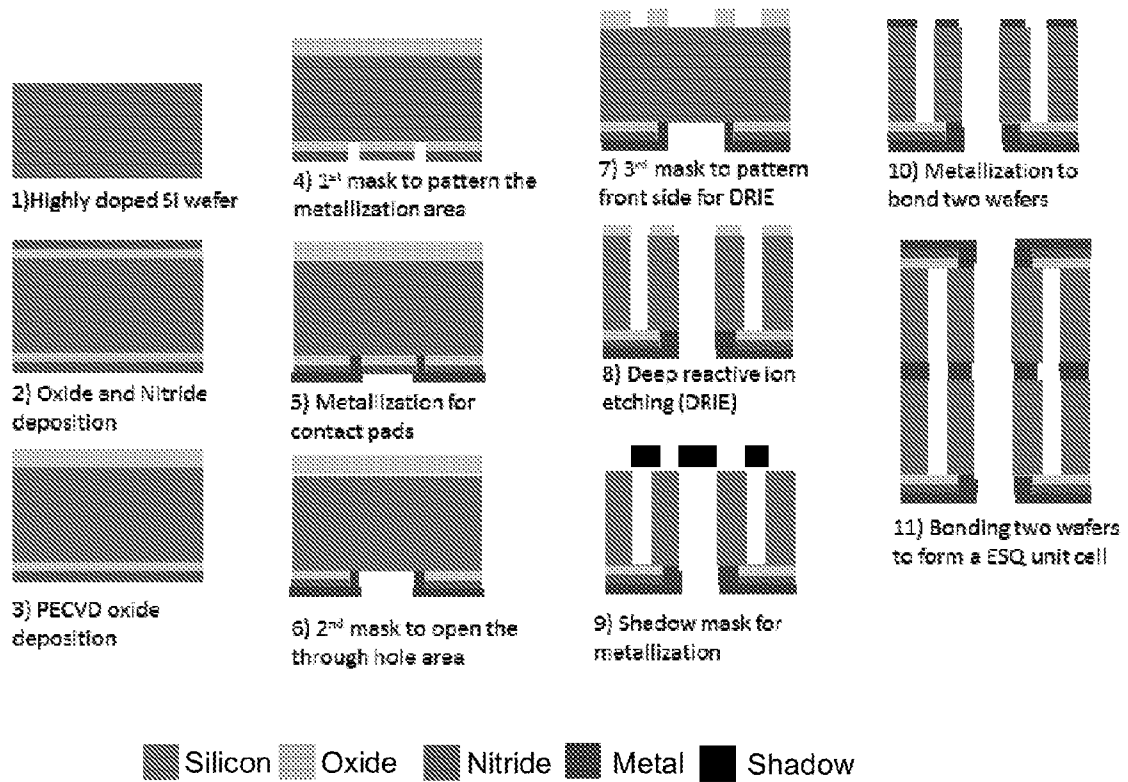 1)Highly doped Si wafer
2) Oxide and Nitride
deposition
3) PECVD oxide
deposition
4) 1st mask to pattern the
metallization area
5) Metallization for
contact pads
6) 2nd mask to open the
through hole area
7) 3rd mask to pattern
front side for DRIE
8) Deep reactive ion
etching (DRIE)
9) Shadow mask for
metallization
10) Metallization to
bond two wafers
11) Bonding two wafers
to form a ESQ unit cell
Silicon Oxide Nitride Metal Shadow